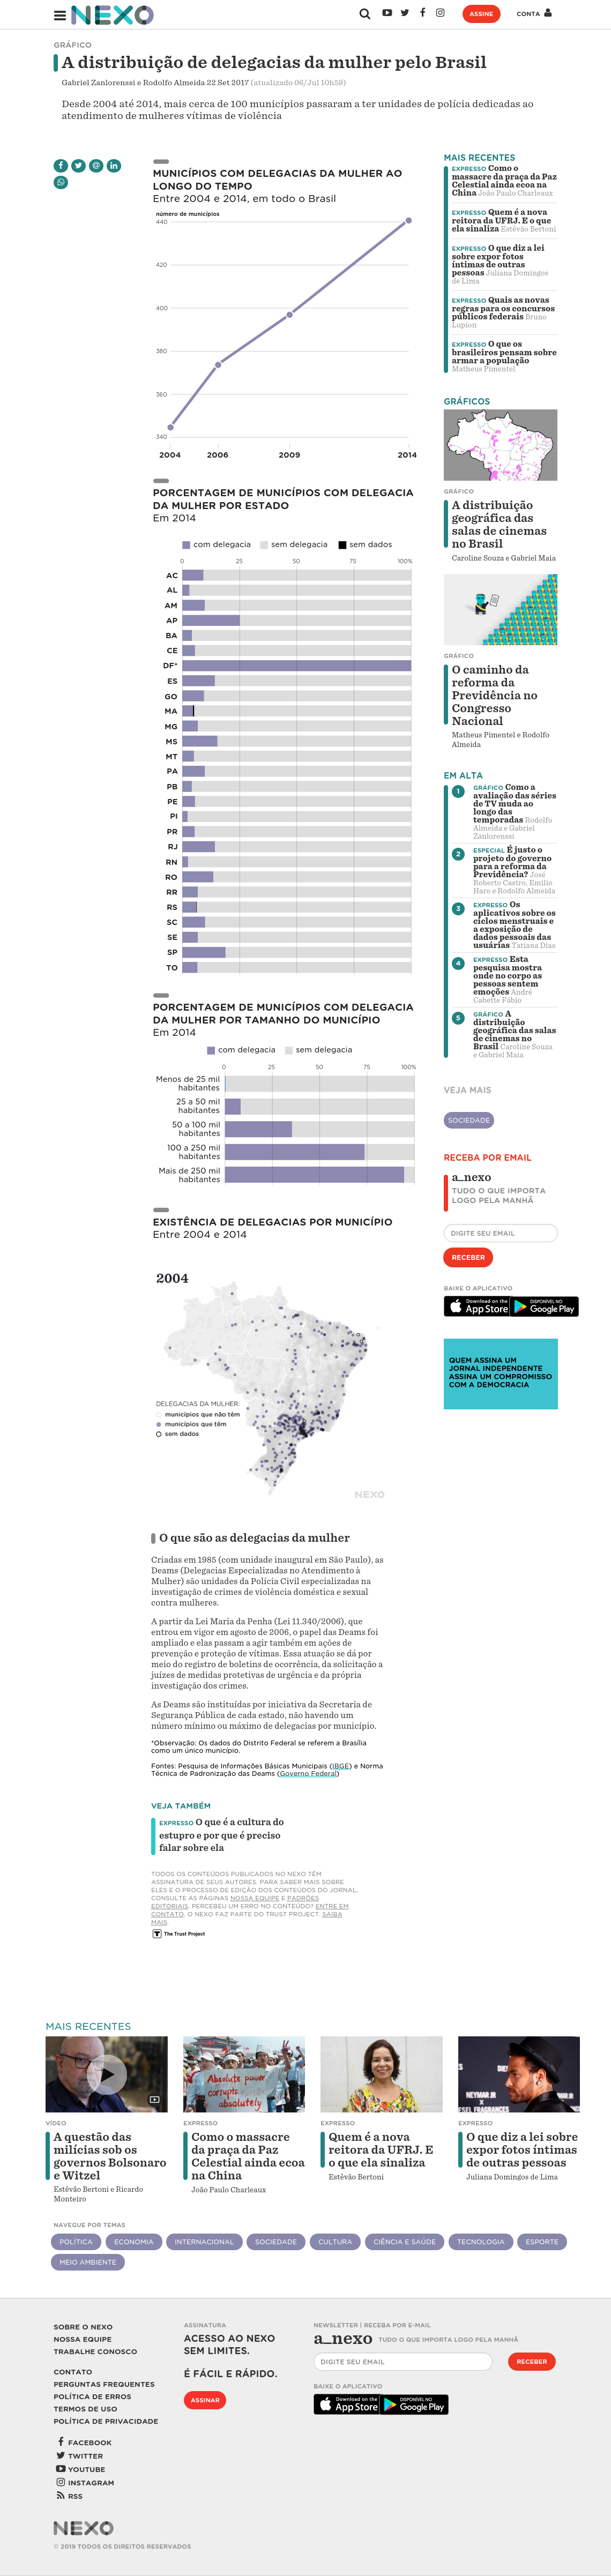 NEXO
ASSINE
CONTA
GRÁFICO
A distribuição de delegacias da mulher pelo Brasil
Gabriel Zanlorenssi e Rodolfo Almeida 22 Set 2017 (atualizado 06/Jul 10h59)
Desde 2004 até 2014, mais cerca de 100 municípios passaram a ter unidades de polícia dedicadas ao
atendimento de mulheres vítimas de violência
MUNICÍPIOS COM DELEGACIAS DA MULHER AO
LONGO DO TEMPO
Entre 2004 e 2014, em todo o Brasil
número de municípios
440
420
400
380
360
340
2004 2006 2009 2014
PORCENTAGEM DE MUNICÍPIOS COM DELEGACIA
DA MULHER POR ESTADO
Em 2014
com delegacia sem delegacia sem dados
0 25 50 75 100%
AC
AL
AM
AP
BA
CE
DF*
ES
GO
MA
MG
MS
MT
PA
PB
PE
PI
PR
RJ
RN
RO
RR
RS
SC
SE
SP
TO
PORCENTAGEM DE MUNICÍPIOS COM DELEGACIA
DA MULHER POR TAMANHO DO MUNICÍPIO
Em 2014
com delegacia sem delegacia
0 25 50 75 100%
Menos de 25 mil
habitantes
25 a 50 mil
habitantes
50 a 100 mil
habitantes
100 a 250 mil
habitantes
Mais de 250 mil
habitantes
EXISTÊNCIA DE DELEGACIAS POR MUNICÍPIO
Entre 2004 e 2014
2004
DELEGACIAS DA MULHER:
municípios que não têm
municípios que têm
sem dados
NEXO
O que são as delegacias da mulher
Criadas em 1985 (com unidade inaugural em São Paulo), as
Deams (Delegacias Especializadas no Atendimento à
Mulher) são unidades da Polícia Civil especializadas na
investigação de crimes de violência doméstica e sexual
contra mulheres.
A partir da Lei Maria da Penha (Lei 11.340/2006), que
entrou em vigor em agosto de 2006, o papel das Deams foi
ampliado e elas passam a agir também em ações de
prevenção e proteção de vítimas. Essa atuação se dá por
meio do registro de boletins de ocorrência, da solicitação a
juízes de medidas protetivas de urgência e da própria
investigação dos crimes.
As Deams são instituídas por iniciativa da Secretaria de
Segurança Pública de cada estado, não havendo um
número mínimo ou máximo de delegacias por município.
*Observação: Os dados do Distrito Federal se referem a Brasília
como um único município.
Fontes: Pesquisa de Informações Básicas Municipais (IBGE) e Norma
Técnica de Padronização das Deams (Governo Federal)
VEJA TAMBÉM
EXPRESSO O que é a cultura do
estupro e por que é preciso
falar sobre ela
TODOS OS CONTEÚDOS PUBLICADOS NO NEXO TÊM
ASSINATURA DE SEUS AUTORES. PARA SABER MAIS SOBRE
ELES E O PROCESSO DE EDIÇÃO DOS CONTEÚDOS DO JORNAL,
CONSULTE AS PÁGINAS NOSSA EQUIPE E PADRÕES
EDITORIAIS. PERCEBEU UM ERRO NO CONTEÚDO? ENTRE EM
CONTATO. O NEXO FAZ PARTE DO TRUST PROJECT. SAIBA
MAIS.
T The Trust Project
MAIS RECENTES
EXPRESSO Como o
massacre da praça da Paz
Celestial ainda ecoa na
China João Paulo Charleaux
EXPRESSO Quem é a nova
reitora da UFRJ. E o que
ela sinaliza Estêvão Bertoni
EXPRESSO O que diz a lei
sobre expor fotos
íntimas de outras
pessoas Juliana Domingos
de Lima
EXPRESSO Quais as novas
regras para os concursos
públicos federais Bruno
Lupion
EXPRESSO O que os
brasileiros pensam sobre
armar a população
Matheus Pimentel
GRÁFICOS
GRÁFICO
A distribuição
geográfica das
salas de cinemas
no Brasil
Caroline Souza e Gabriel Maia
GRÁFICO
O caminho da
reforma da
Previdência no
Congresso
Nacional
Matheus Pimentel e Rodolfo
Almeida
EM ALTA
1 GRÁFICO Como a
avaliação das séries
de TV muda ao
longo das
temporadas Rodolfo
Almeida e Gabriel
Zanlorenssi
2 ESPECIAL É justo o
projeto do governo
para a reforma da
Previdência? José
Roberto Castro, Emilio
Haro e Rodolfo Almeida
3 EXPRESSO Os
aplicativos sobre os
ciclos menstruais e
a exposição de
dados pessoais das
usuárias Tatiana Dias
4 EXPRESSO Esta
pesquisa mostra
onde no corpo as
pessoas sentem
emoções André
Cabette Fábio
5 GRÁFICO A
distribuição
geográfica das salas
de cinemas no
Brasil Caroline Souza
e Gabriel Maia
VEJA MAIS
SOCIEDADE
RECEBA POR EMAIL
a_nexo
TUDO O QUE IMPORTA
LOGO PELA MANHÃ
DIGITE SEU EMAIL
RECEBER
BAIXE O APLICATIVO
Download on the
App Store
DISPONÍVEL NO
Google Play
QUEM ASSINA UM
JORNAL INDEPENDENTE
ASSINA UM COMPROMISSO
COM A DEMOCRACIA
MAIS RECENTES
VÍDEO
A questão das
milícias sob os
governos Bolsonaro
e Witzel
Estêvão Bertoni e Ricardo
Monteiro
Absolute power
corrupts
absolutely
EXPRESSO
Como o massacre
da praça da Paz
Celestial ainda ecoa
na China
João Paulo Charleaux
EXPRESSO
Quem é a nova
reitora da UFRJ. E
o que ela sinaliza
Estêvão Bertoni
NEYMAR JR
DIESEL FRAGRANCES
EXPRESSO
O que diz a lei sobre
expor fotos íntimas
de outras pessoas
Juliana Domingos de Lima
NAVEGUE POR TEMAS
POLÍTICA ECONOMIA INTERNACIONAL SOCIEDADE CULTURA CIÊNCIA E SAÚDE TECNOLOGIA ESPORTE
MEIO AMBIENTE
SOBRE O NEXO
NOSSA EQUIPE
TRABALHE CONOSCO
CONTATO
PERGUNTAS FREQUENTES
POLÍTICA DE ERROS
TERMOS DE USO
POLÍTICA DE PRIVACIDADE
FACEBOOK
TWITTER
YOUTUBE
INSTAGRAM
RSS
ASSINATURA
ACESSO AO NEXO
SEM LIMITES.
É FÁCIL E RÁPIDO.
ASSINAR
NEWSLETTER | RECEBA POR E-MAIL
a_nexo TUDO O QUE IMPORTA LOGO PELA MANHÃ
DIGITE SEU EMAIL
RECEBER
BAIXE O APLICATIVO
Download on the
App Store
DISPONÍVEL NO
Google Play
NEXO
© 2019 TODOS OS DIREITOS RESERVADOS